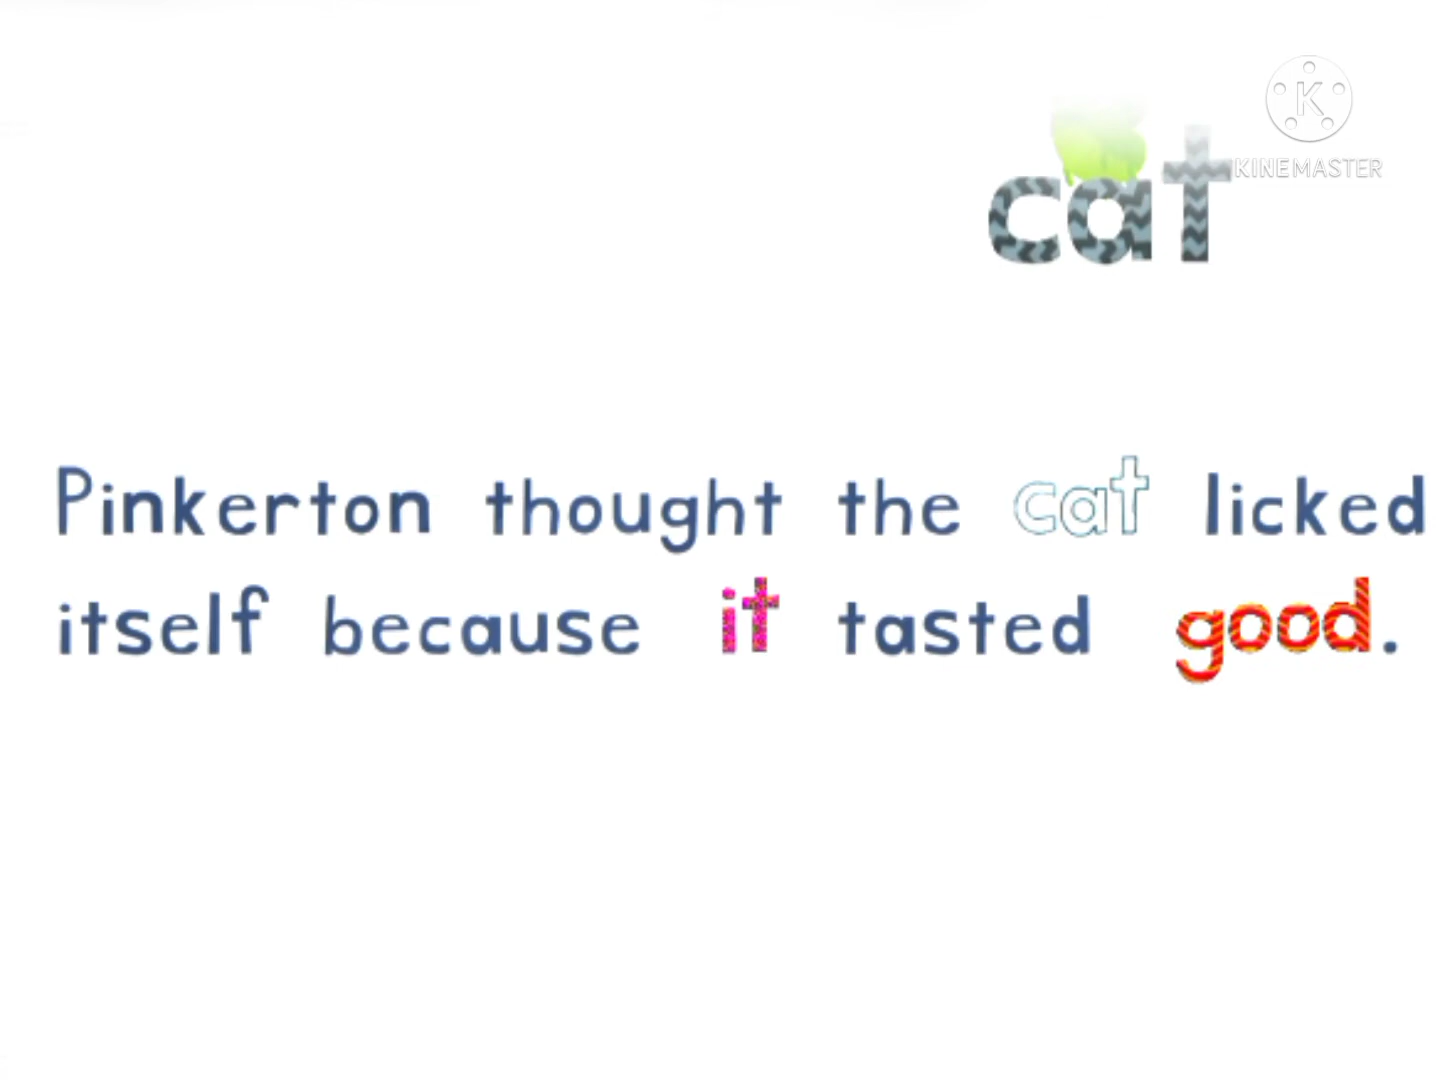 cat
K
KINEMASTER
Pinkerton thought the cat licked
itself because it tasted good.